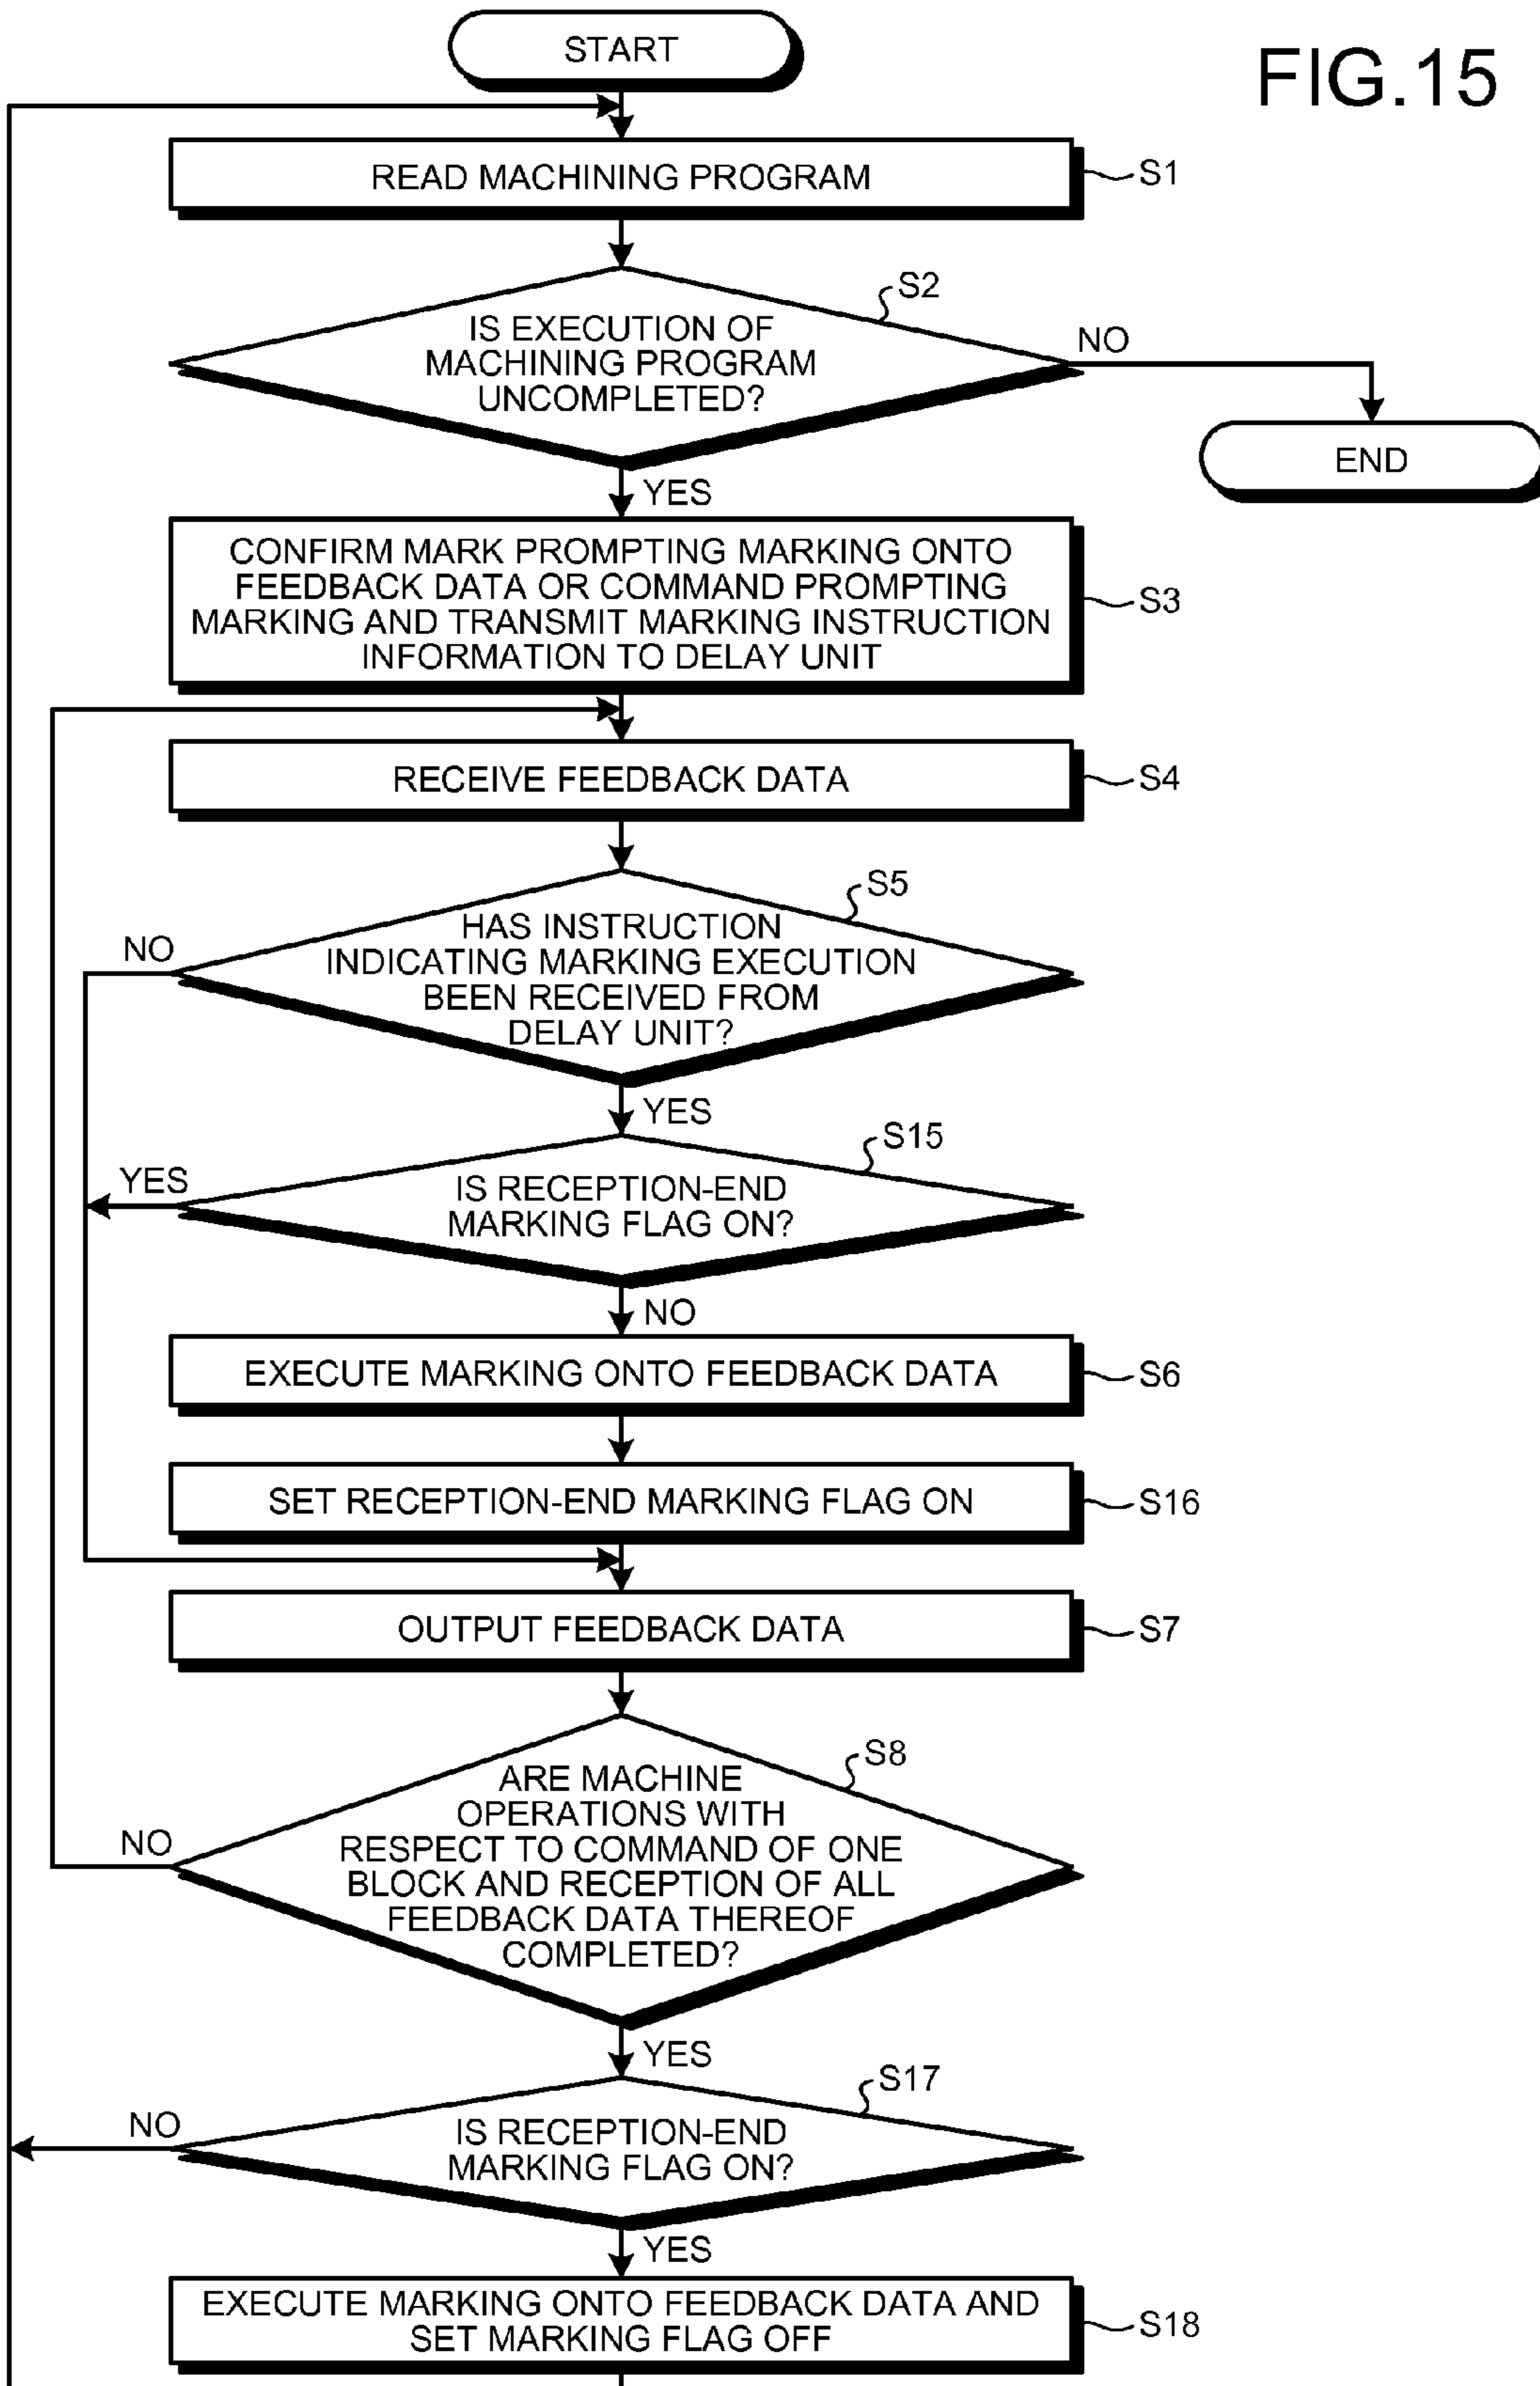 START
FIG.15
READ MACHINING PROGRAM
S1
S2
IS EXECUTION OF
MACHINING PROGRAM
UNCOMPLETED?
NO
END
YES
CONFIRM MARK PROMPTING MARKING ONTO
FEEDBACK DATA OR COMMAND PROMPTING
MARKING AND TRANSMIT MARKING INSTRUCTION
INFORMATION TO DELAY UNIT
S3
RECEIVE FEEDBACK DATA
S4
S5
HAS INSTRUCTION
INDICATING MARKING EXECUTION
BEEN RECEIVED FROM
DELAY UNIT?
NO
YES
S15
IS RECEPTION-END
MARKING FLAG ON?
YES
NO
EXECUTE MARKING ONTO FEEDBACK DATA
S6
SET RECEPTION-END MARKING FLAG ON
S16
OUTPUT FEEDBACK DATA
S7
S8
ARE MACHINE
OPERATIONS WITH
RESPECT TO COMMAND OF ONE
BLOCK AND RECEPTION OF ALL
FEEDBACK DATA THEREOF
COMPLETED?
NO
YES
S17
IS RECEPTION-END
MARKING FLAG ON?
NO
YES
EXECUTE MARKING ONTO FEEDBACK DATA AND
SET MARKING FLAG OFF
S18